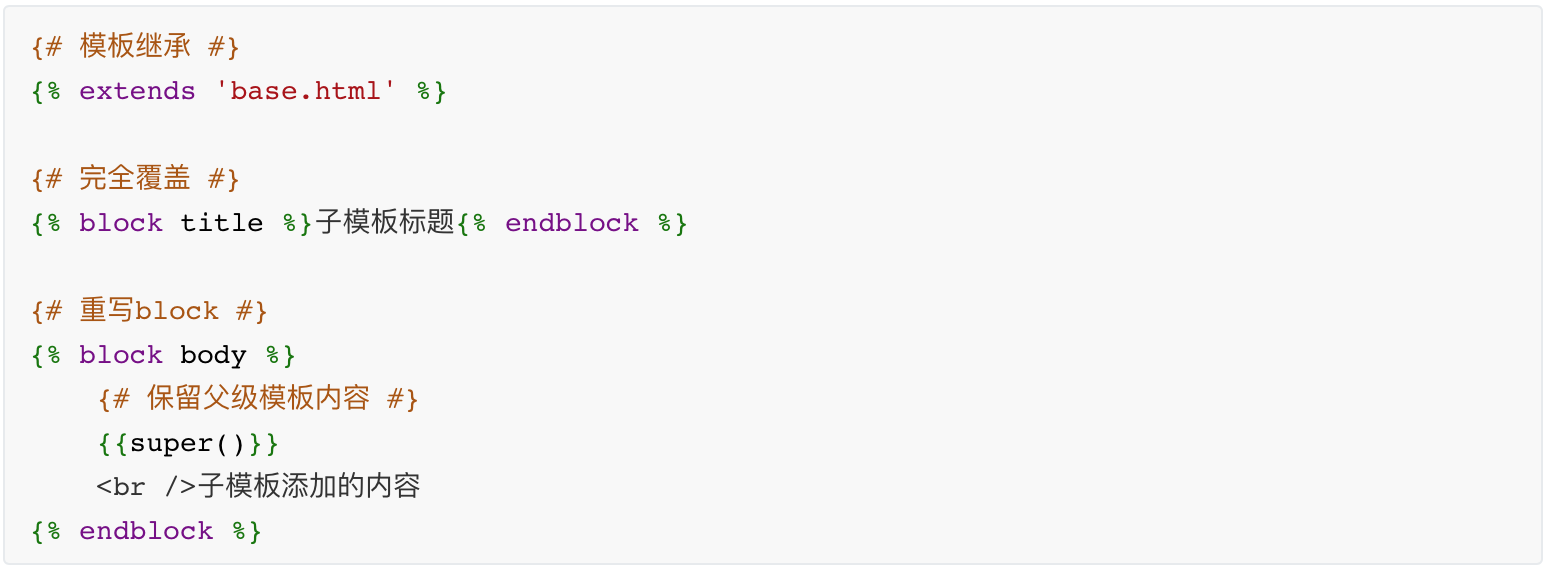 {# 模板继承 #}
{% extends 'base.html' %}
{# 完全覆盖 #}
{% block title %}子模板标题{% endblock %}
{# 重写block #}
{% block body %}
{# 保留父级模板内容 #}
{{super()}}
<br />子模板添加的内容
{% endblock %}